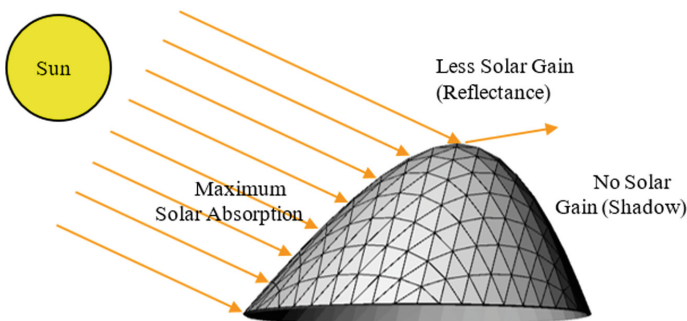 Sun
Less Solar Gain
(Reflectance)
Maximum
Solar Absorption
No Solar
Gain (Shadow)